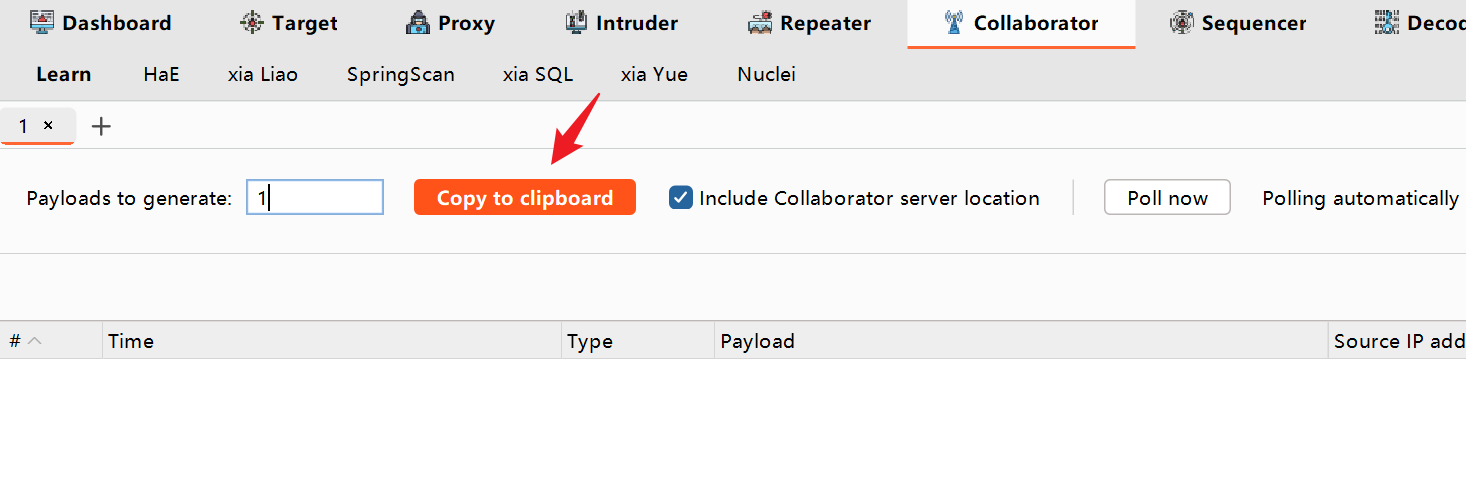 Dashboard Target Proxy Intruder Repeater Collaborator Sequencer Decod
Learn HaE xia Liao SpringScan xia SQL xia Yue Nuclei
1 × +
Payloads to generate: 1 Copy to clipboard Include Collaborator server location Poll now Polling automatically
# Time Type Payload Source IP add